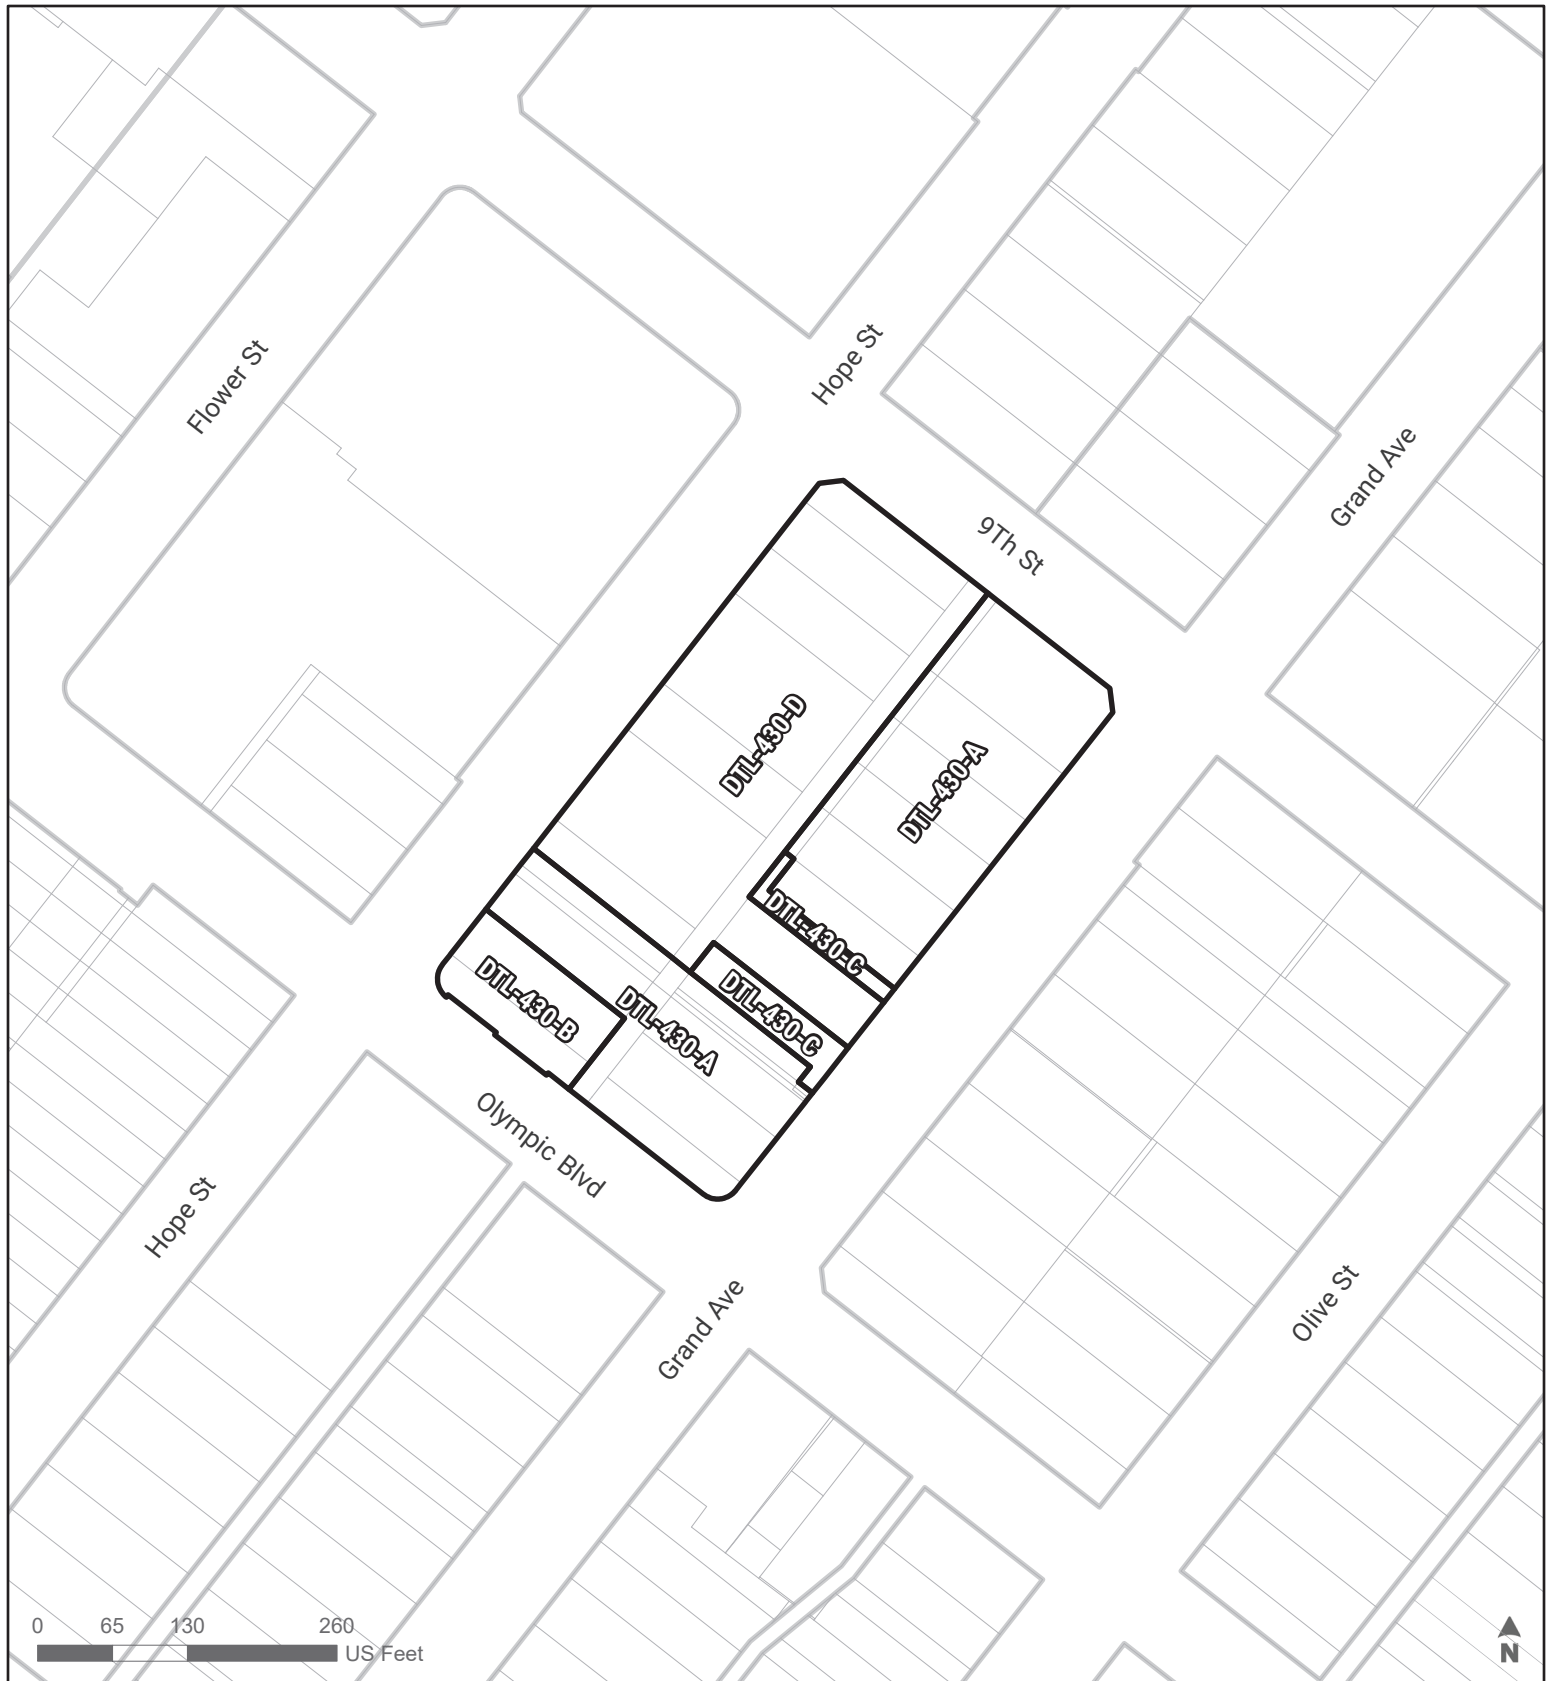 Flower St
Hope St
Grand Ave
9Th St
DTL-430-D
DTL-430-A
DTL-430-C
DTL-430-C
DTL-430-B
DTL-430-A
Olympic Blvd
Hope St
Grand Ave
Olive St
0 65 130 260
US Feet
N